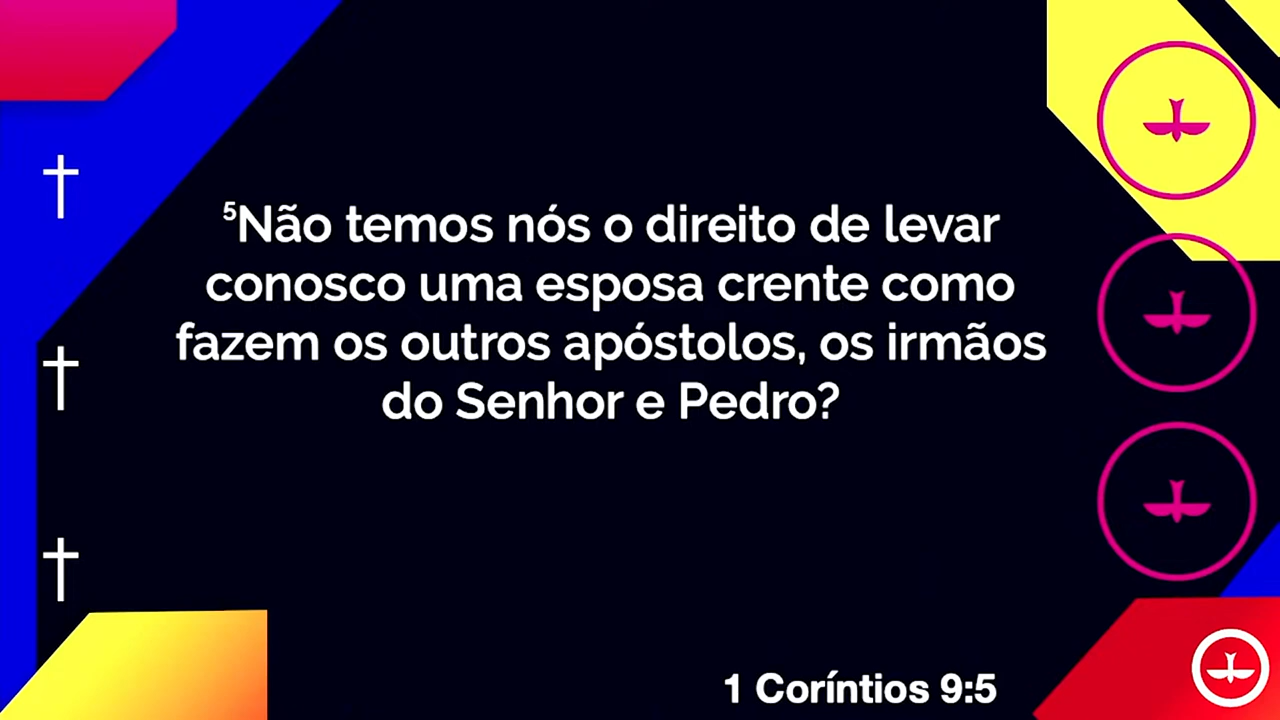 ⁵Não temos nós o direito de levar
conosco uma esposa crente como
fazem os outros apóstolos, os irmãos
do Senhor e Pedro?
1 Coríntios 9:5